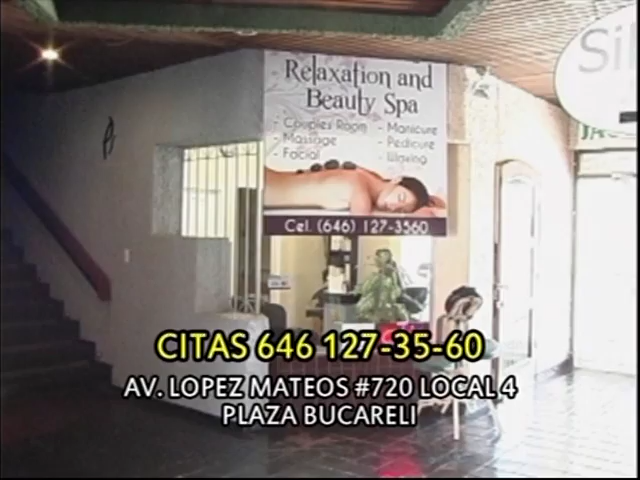 Relaxation and
Beauty Spa
- Couples Room - Manicure
- Massage - Pedicure
- Facial - Waxing
Cel. (646) 127-3560
Sil
CITAS 646 127-35-60
AV. LOPEZ MATEOS #720 LOCAL 4
PLAZA BUCARELI